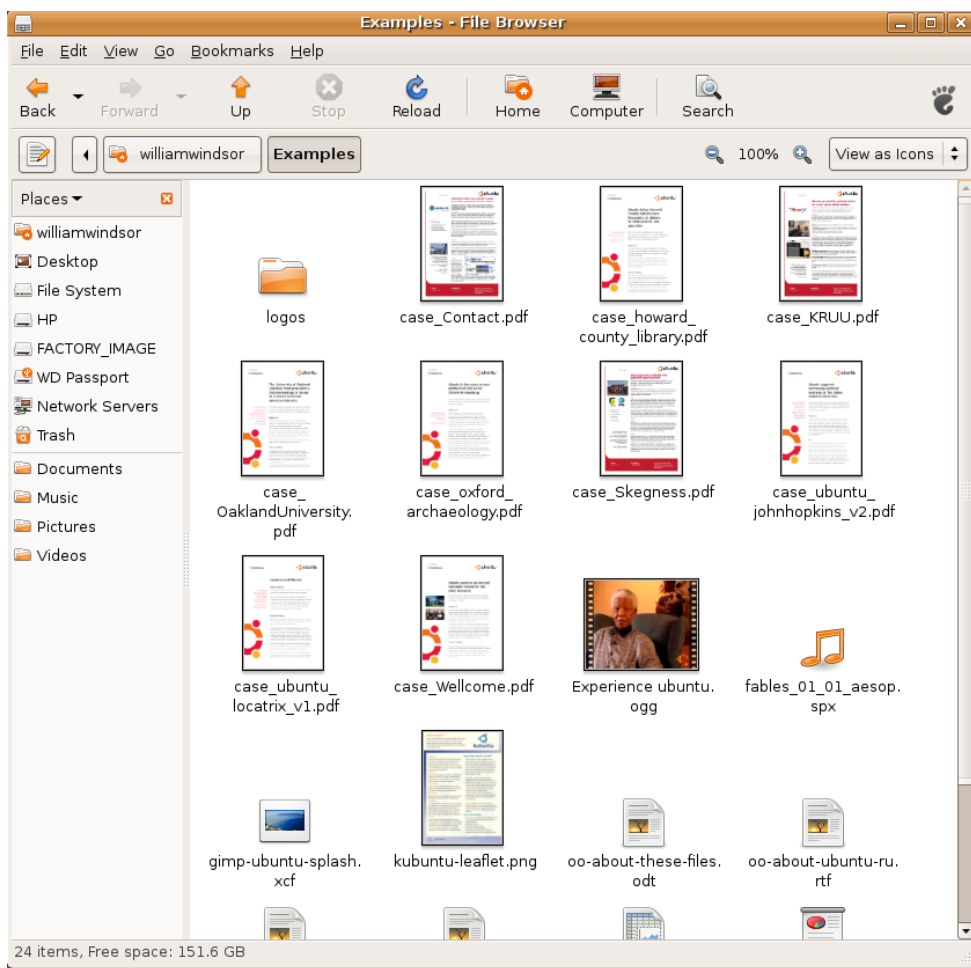 Examples - File Browser
File Edit View Go Bookmarks Help
Back Forward Up Stop Reload Home Computer Search
williamwindsor Examples 100% View as Icons
Places
williamwindsor
Desktop
File System
HP
FACTORY_IMAGE
WD Passport
Network Servers
Trash
Documents
Music
Pictures
Videos
logos
case_Contact.pdf
case_howard_
county_library.pdf
case_KRUU.pdf
case_
OaklandUniversity.
pdf
case_oxford_
archaeology.pdf
case_Skegness.pdf
case_ubuntu_
johnhopkins_v2.pdf
case_ubuntu_
locatrix_v1.pdf
case_Wellcome.pdf
Experience ubuntu.
ogg
fables_01_01_aesop.
spx
gimp-ubuntu-splash.
xcf
kubuntu-leaflet.png
oo-about-these-files.
odt
oo-about-ubuntu-ru.
rtf
24 items, Free space: 151.6 GB